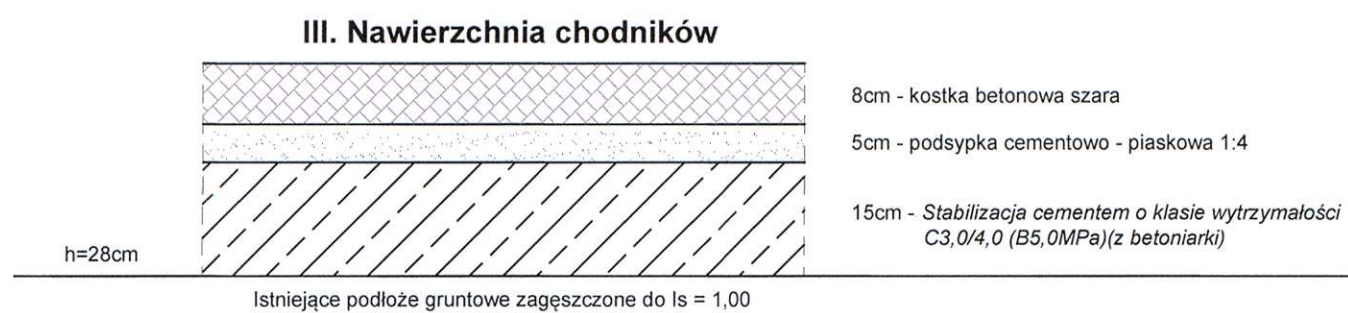 III. Nawierzchnia chodników
8cm - kostka betonowa szara
5cm - podsypka cementowo - piaskowa 1:4
15cm - Stabilizacja cementem o klasie wytrzymałości
C3,0/4,0 (B5,0MPa)(z betoniarki)
h=28cm
Istniejące podłoże gruntowe zagęszczone do Is = 1,00